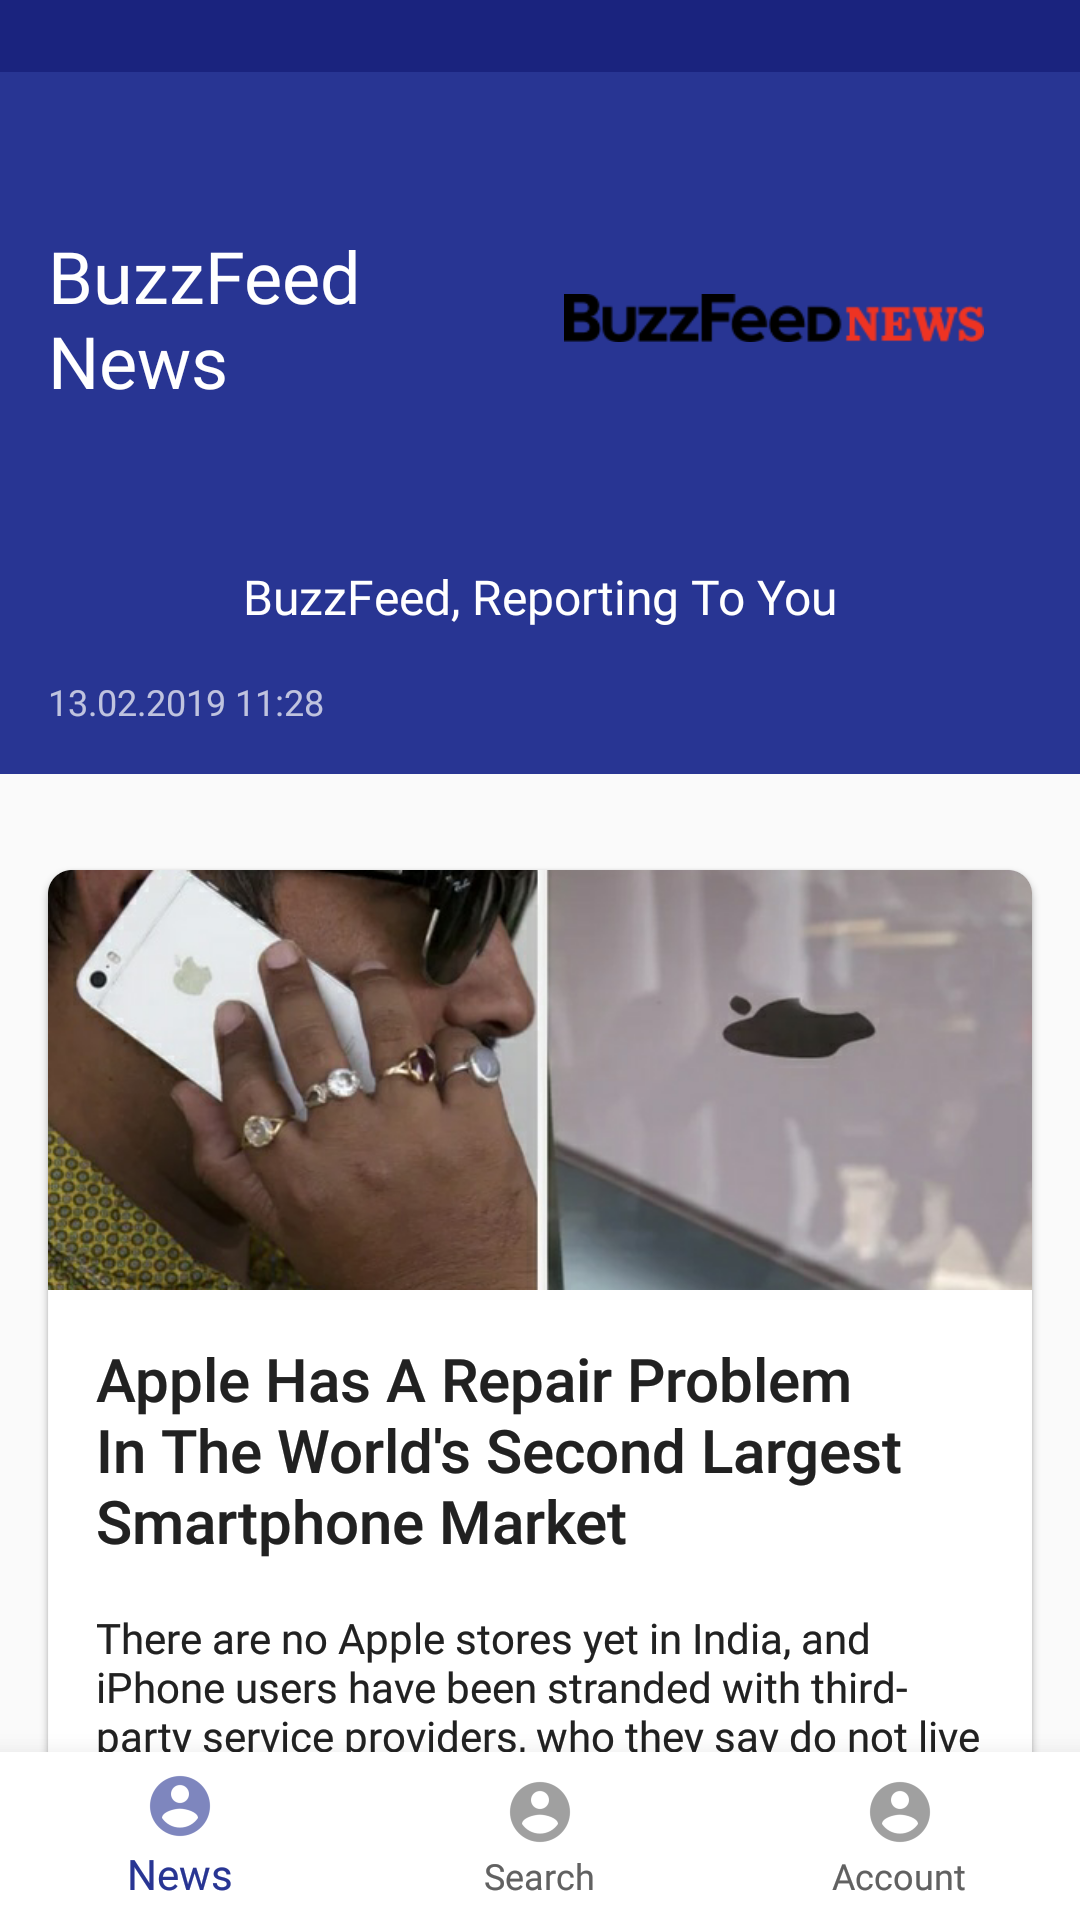 BuzzFeed
News
BuzzFeeD NEWS
BuzzFeed, Reporting To You
13.02.2019 11:28
Apple Has A Repair Problem
In The World's Second Largest
Smartphone Market
There are no Apple stores yet in India, and
iPhone users have been stranded with third-
party service providers, who they say do not live
News
Search
Account